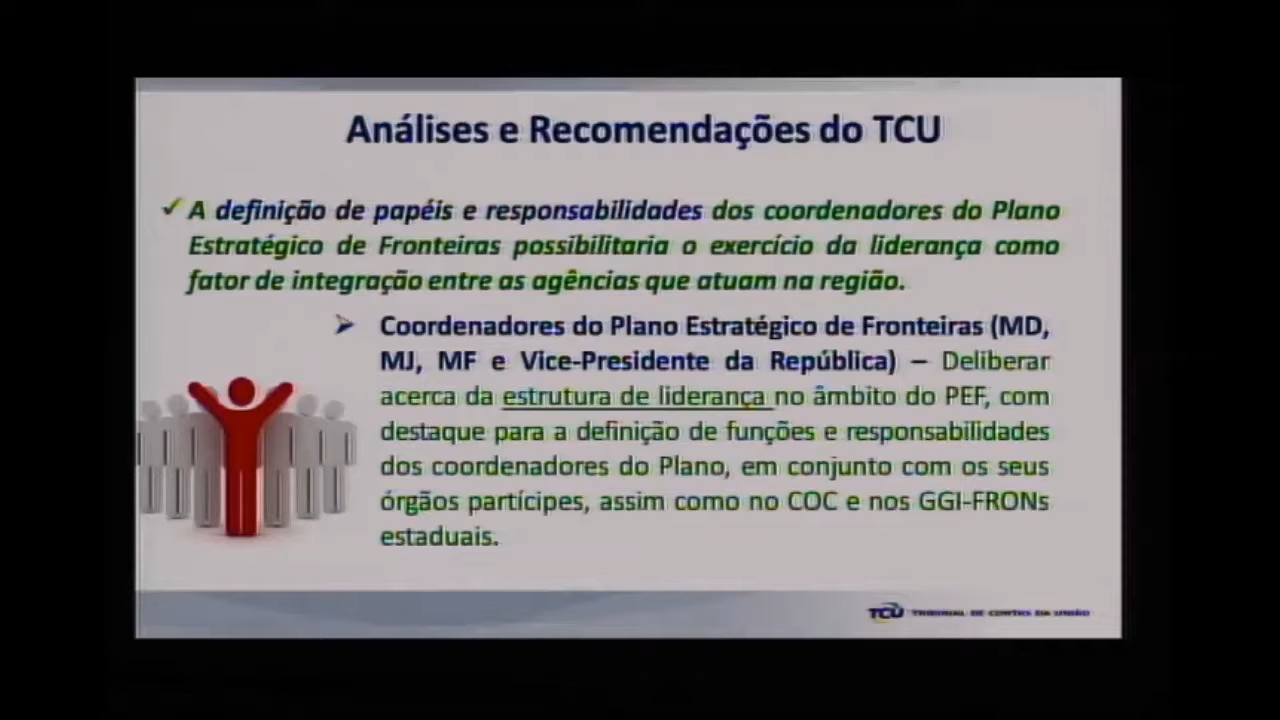 Análises e Recomendações do TCU
A definição de papéis e responsabilidades dos coordenadores do Plano
Estratégico de Fronteiras possibilitaria o exercício da liderança como
fator de integração entre as agências que atuam na região.
Coordenadores do Plano Estratégico de Fronteiras (MD,
MJ, MF e Vice-Presidente da República) – Deliberar
acerca da estrutura de liderança no âmbito do PEF, com
destaque para a definição de funções e responsabilidades
dos coordenadores do Plano, em conjunto com os seus
órgãos partícipes, assim como no COC e nos GGI-FRONs
estaduais.
TCU TRIBUNAL DE CONTAS DA UNIÃO